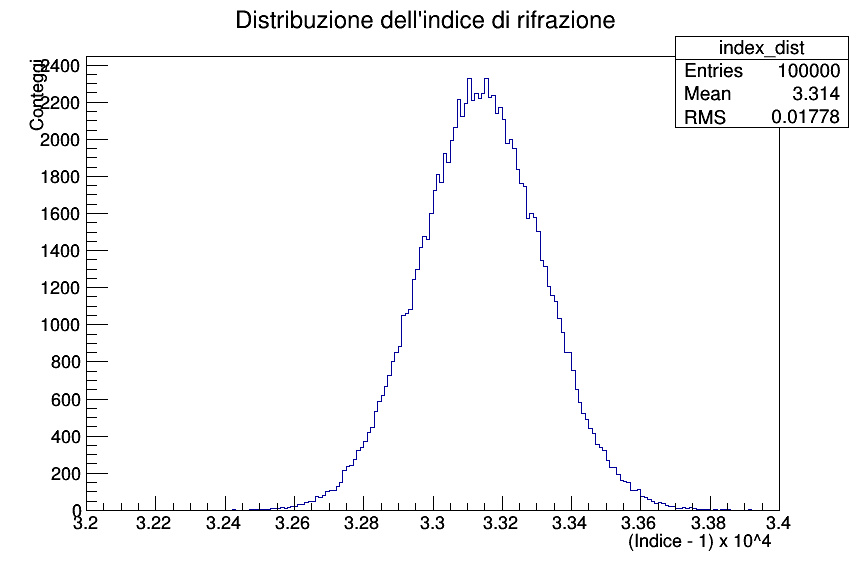 Distribuzione dell'indice di rifrazione
index_dist
Entries 100000
Mean 3.314
RMS 0.01778
Conteggi
2400
2200
2000
1800
1600
1400
1200
1000
800
600
400
200
0
3.2 3.22 3.24 3.26 3.28 3.3 3.32 3.34 3.36 3.38 3.4
(Indice - 1) x 10^4